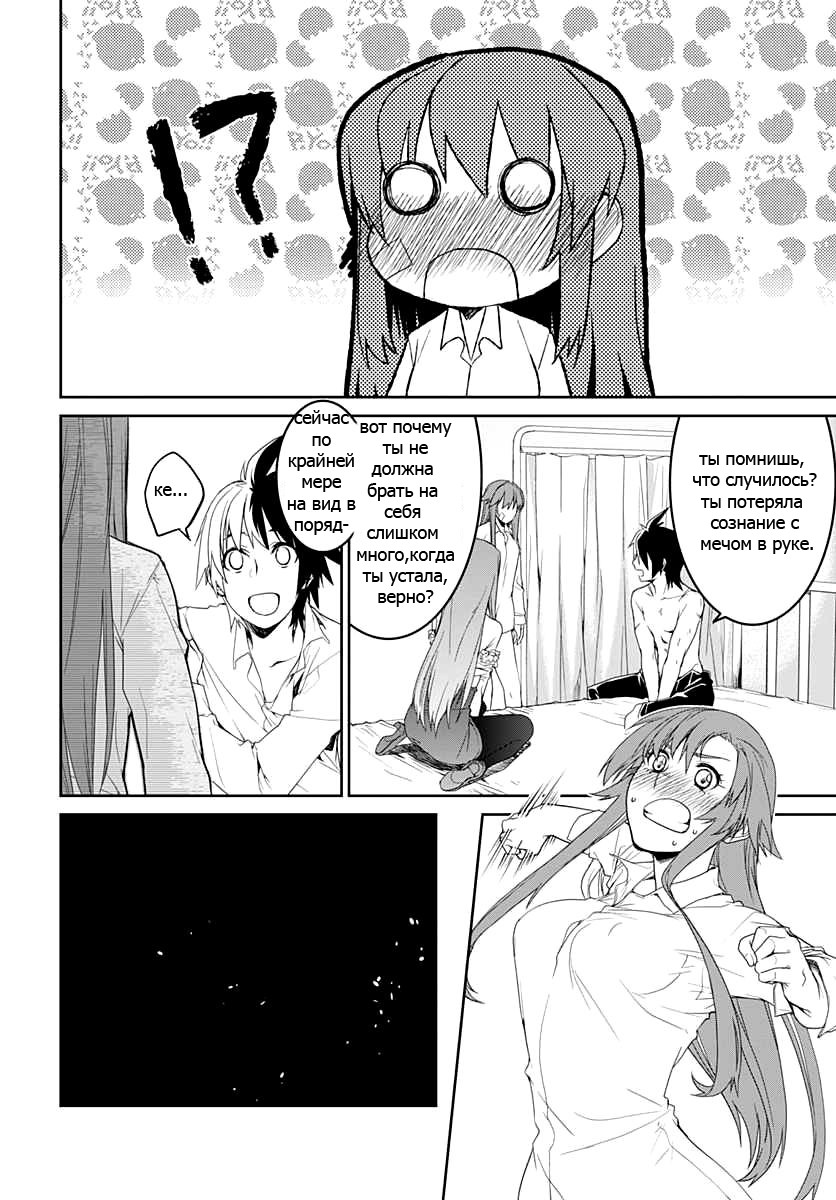 !?
ты помнишь,
что случилось?
ты потеряла
сознание с
мечом в руке.
вот почему
ты не
должна
брать на
себя
слишком
много,когда
ты устала,
верно?
сейчас
по
крайней
мере
на вид в
поряд-
ке...